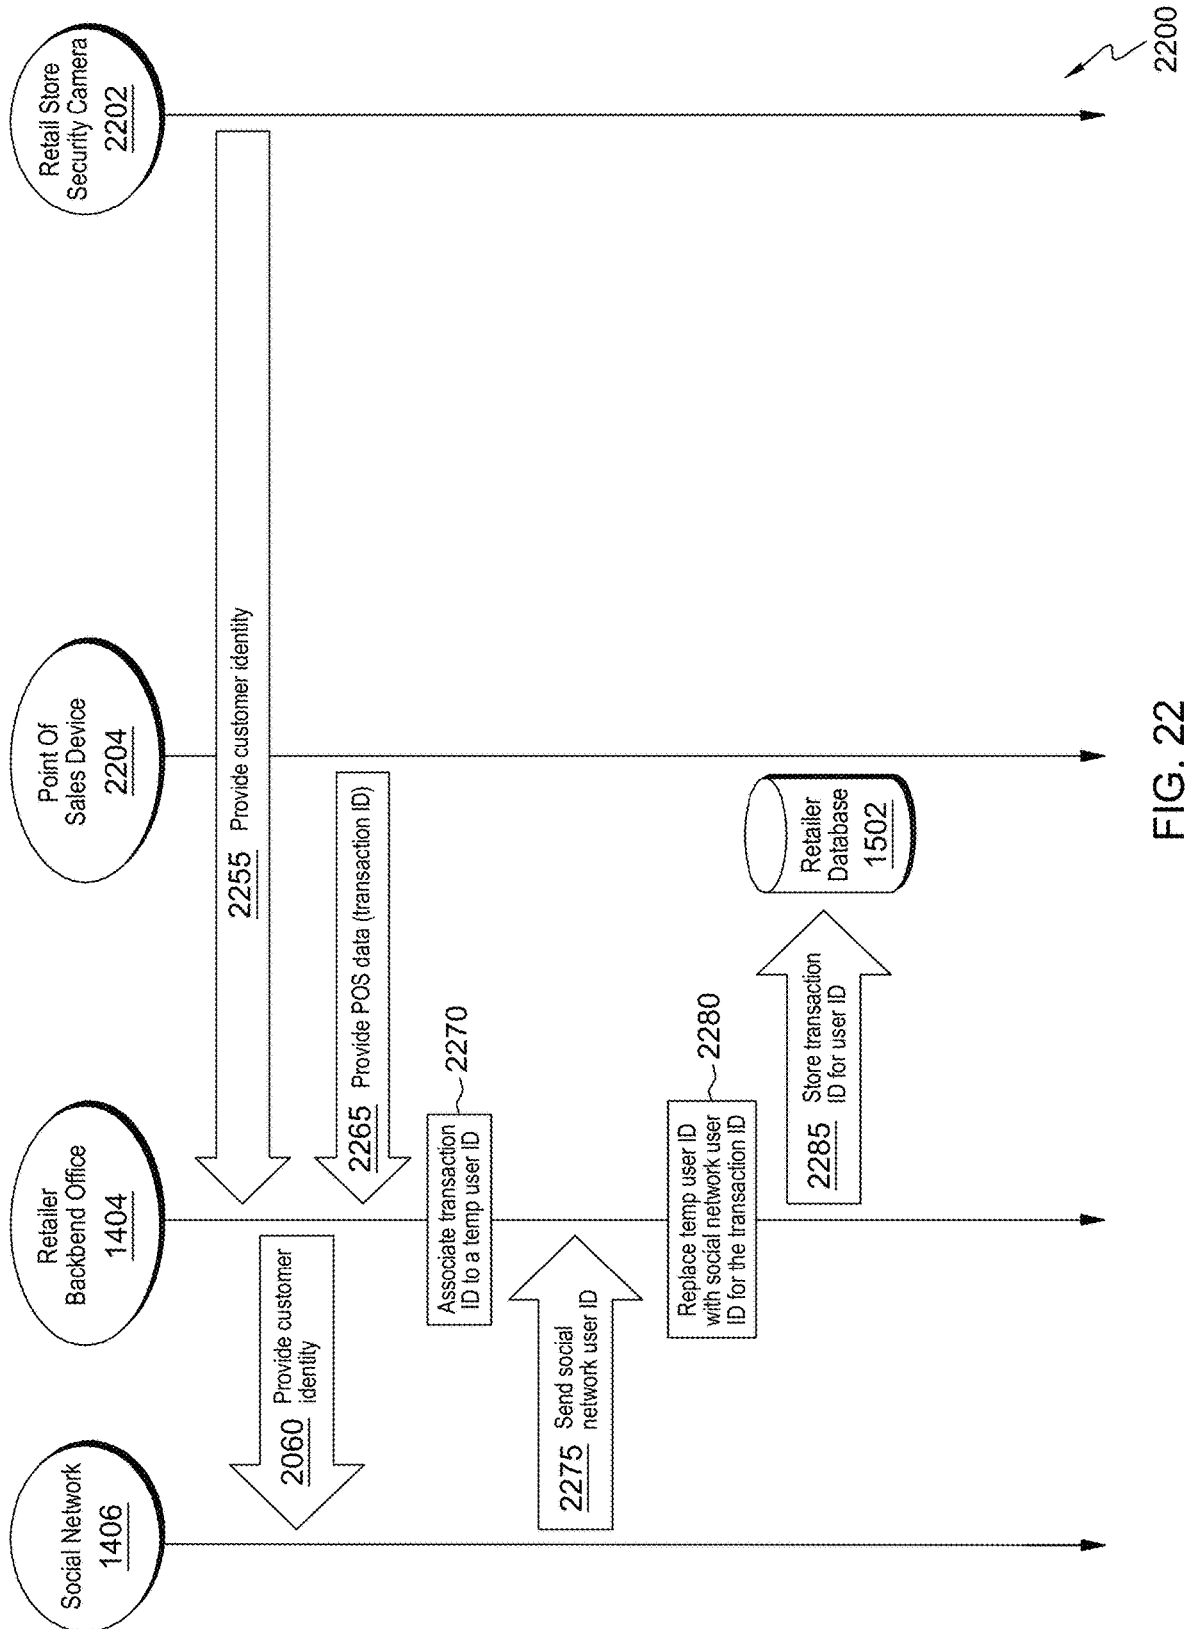 Social Network
1406
Retailer
Backbend Office
1404
Point Of
Sales Device
2204
Retail Store
Security Camera
2202
2255 Provide customer identity
2060 Provide customer
identity
2265 Provide POS data (transaction ID)
Associate transaction
ID to a temp user ID
2270
2275 Send social
network user ID
Replace temp user ID
with social network user
ID for the transaction ID
2280
2285 Store transaction
ID for user ID
Retailer
Database
1502
2200
FIG. 22